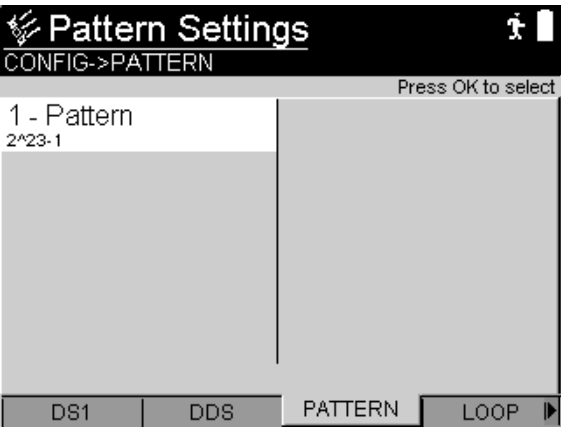 Pattern Settings
CONFIG->PATTERN
Press OK to select
1 - Pattern
2^23-1
DS1 DDS PATTERN LOOP